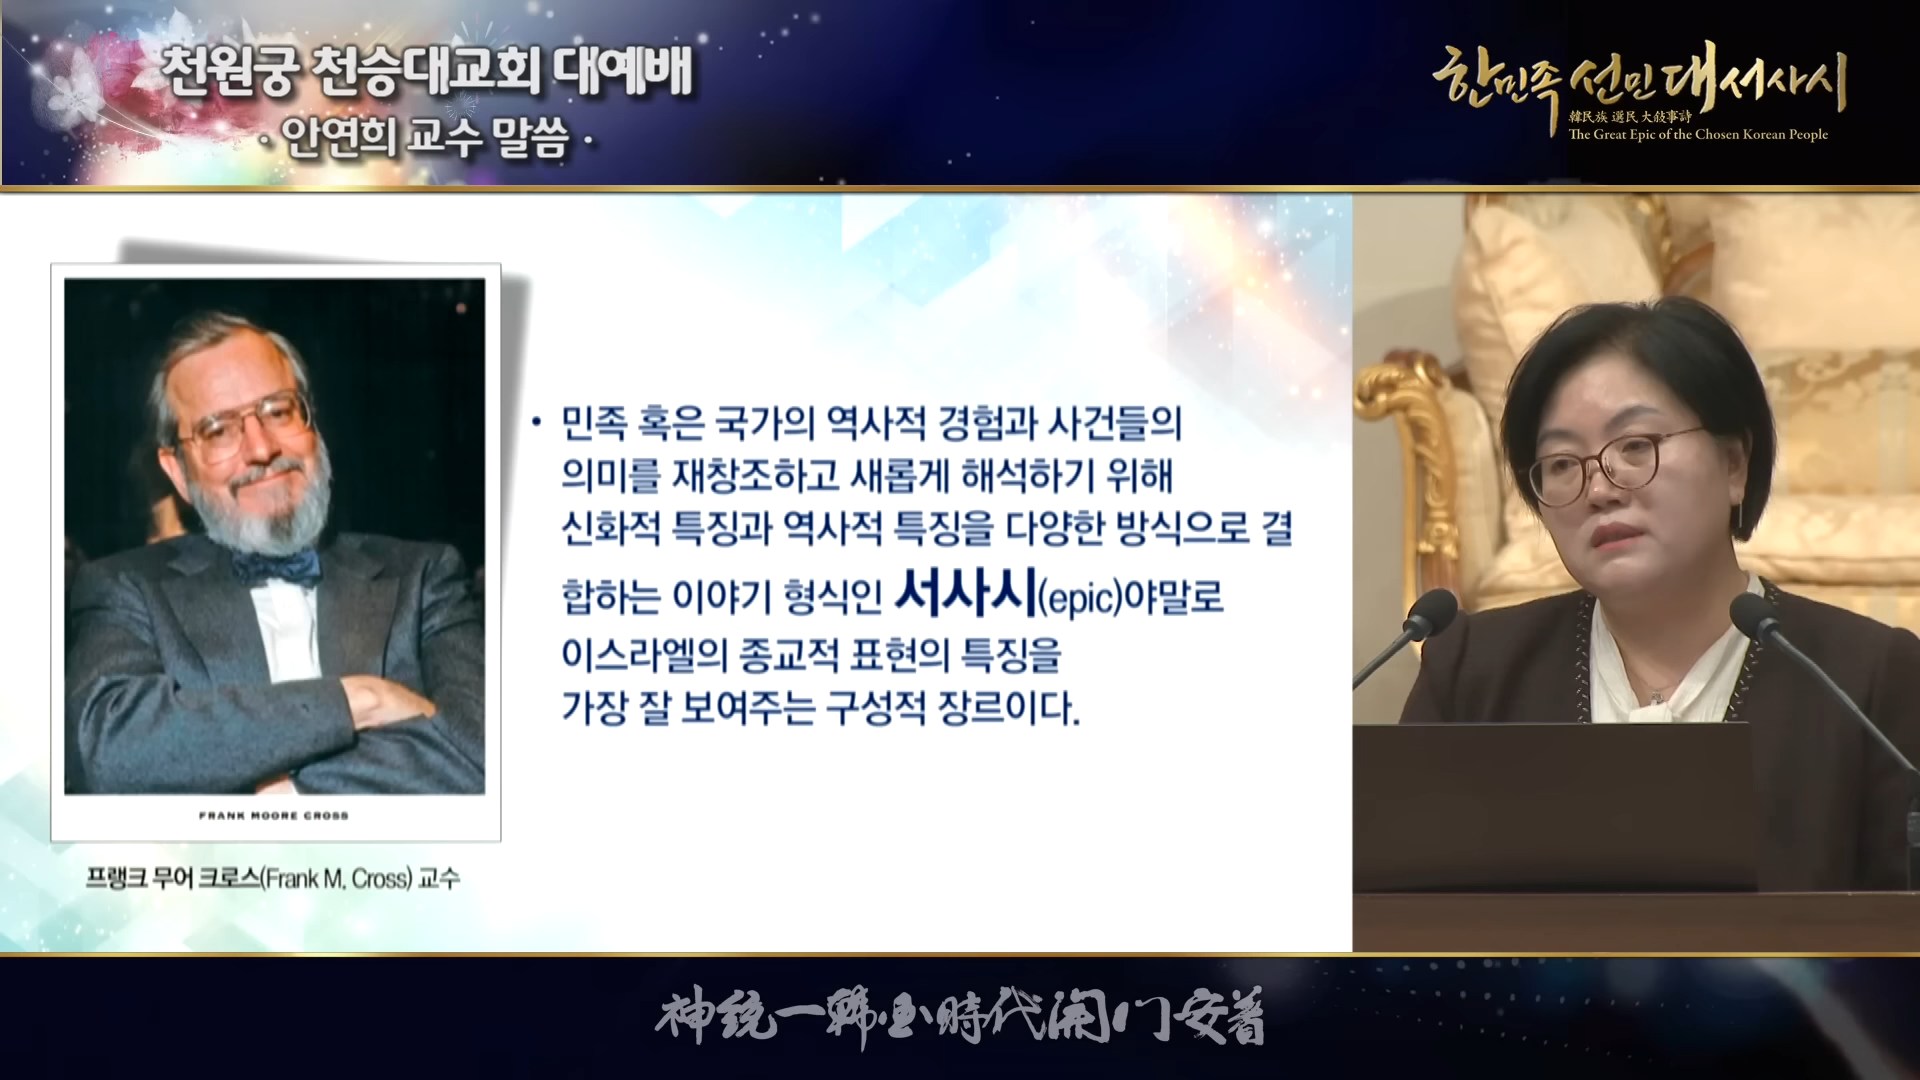 천원궁 천승대교회 대예배
· 안연희 교수 말씀 ·
한민족 선민 대서사시
韓民族 選民 大敍事詩
The Great Epic of the Chosen Korean People
• 민족 혹은 국가의 역사적 경험과 사건들의
의미를 재창조하고 새롭게 해석하기 위해
신화적 특징과 역사적 특징을 다양한 방식으로 결
합하는 이야기 형식인 서사시(epic)야말로
이스라엘의 종교적 표현의 특징을
가장 잘 보여주는 구성적 장르이다.
FRANK MOORE CROSS
프랭크 무어 크로스(Frank M. Cross) 교수
神統一韓國時代開門安着